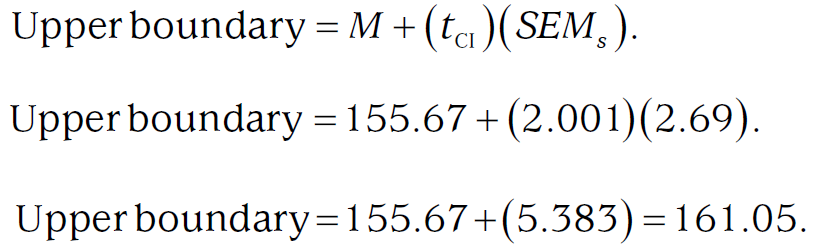 Upper boundary = M + (t_CI)(SEM_s).
Upper boundary = 155.67 + (2.001)(2.69).
Upper boundary = 155.67 + (5.383) = 161.05.